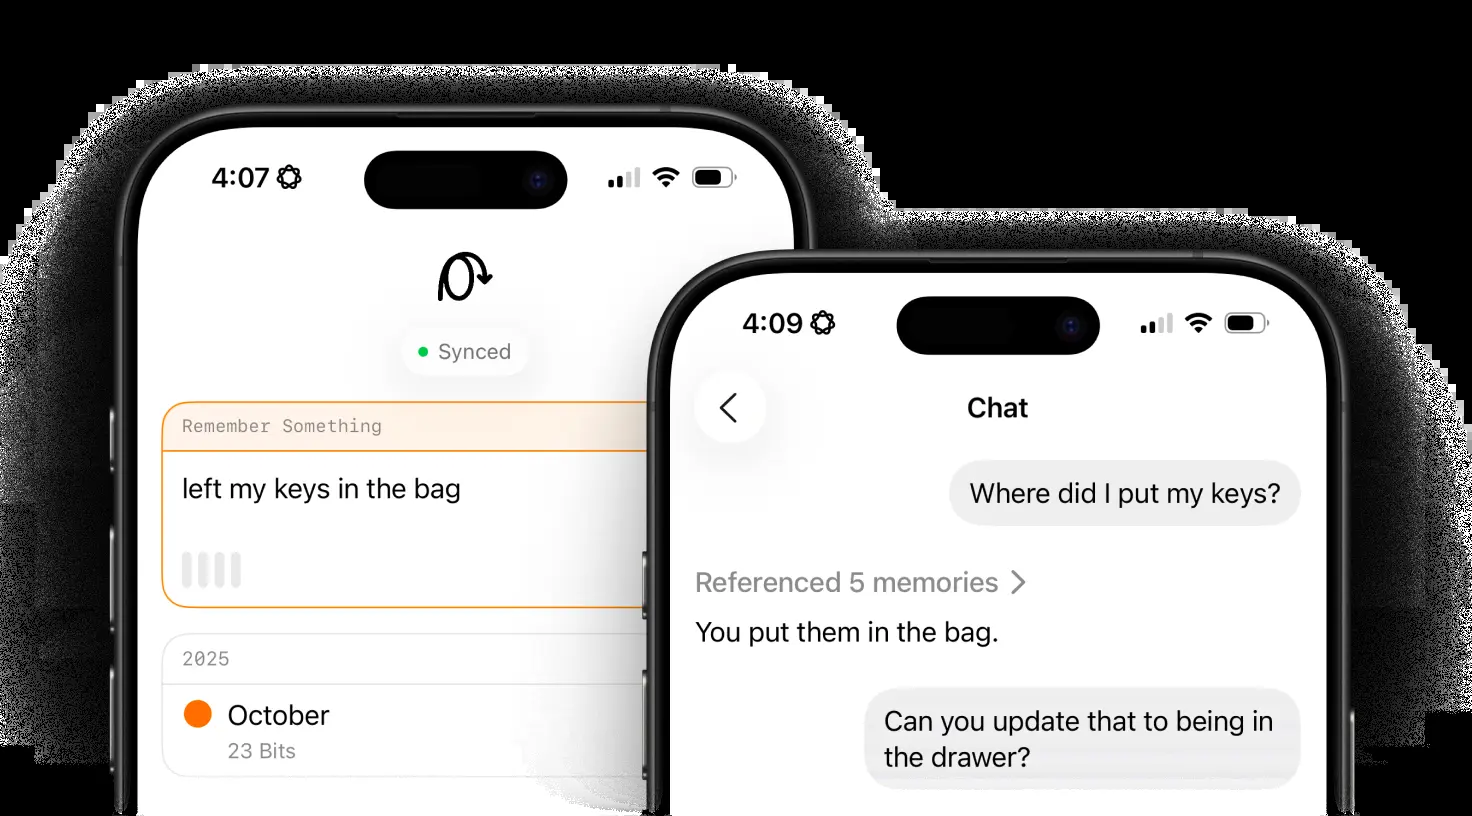 4:07
Synced
Remember Something
left my keys in the bag
2025
October
23 Bits
4:09
Chat
Where did I put my keys?
Referenced 5 memories
You put them in the bag.
Can you update that to being in
the drawer?